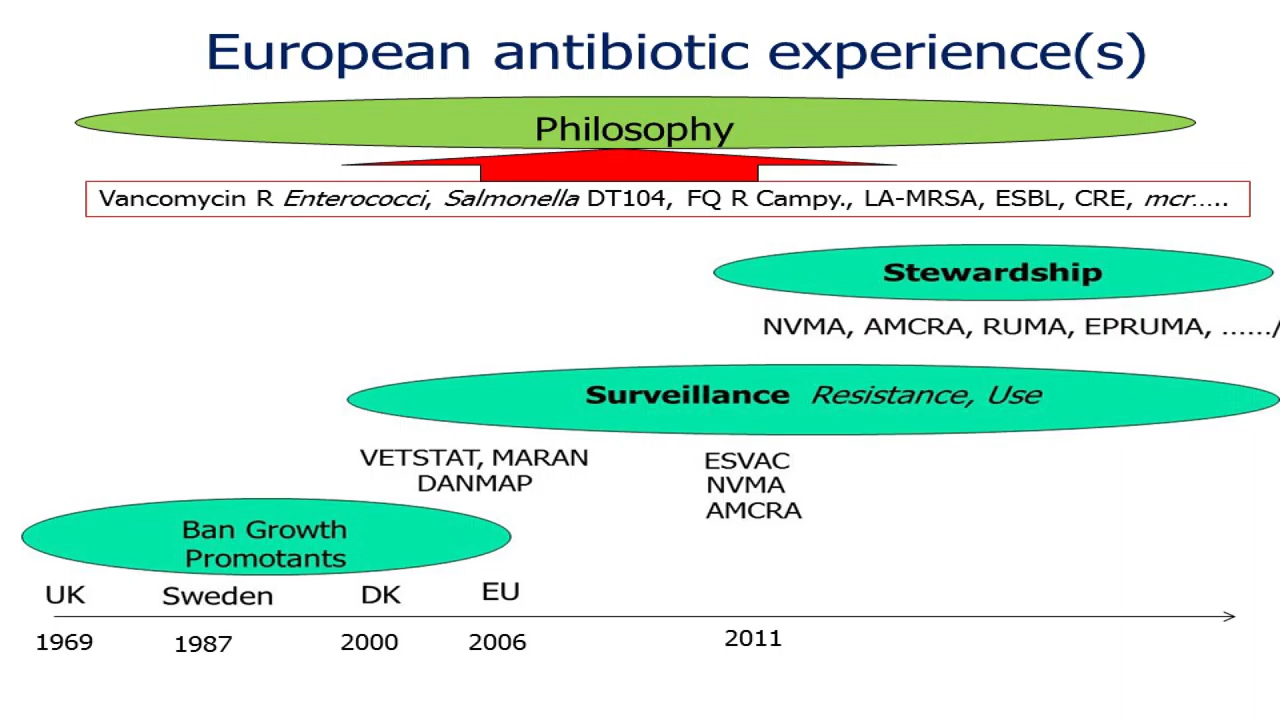 European antibiotic experience(s)
Philosophy
Vancomycin R Enterococci, Salmonella DT104, FQ R Campy., LA-MRSA, ESBL, CRE, mcr.....
Stewardship
NVMA, AMCRA, RUMA, EPRUMA, ....../
Surveillance Resistance, Use
VETSTAT, MARAN
DANMAP
ESVAC
NVMA
AMCRA
Ban Growth
Promotants
UK Sweden DK EU
1969 1987 2000 2006 2011